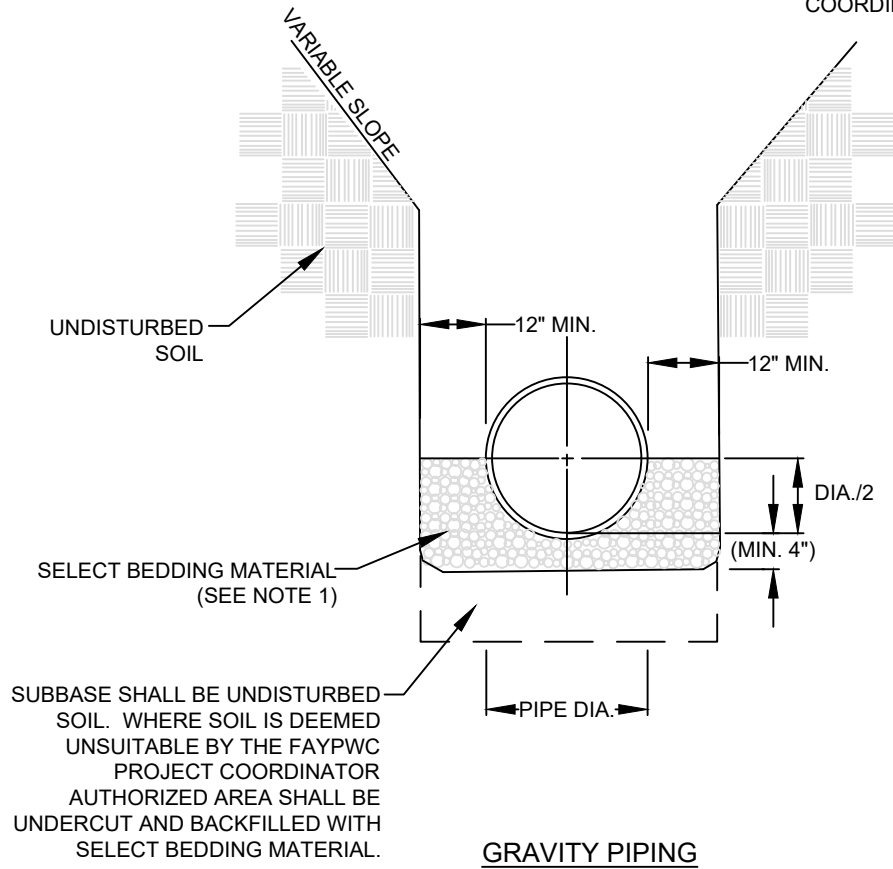 COORDI
VARIABLE SLOPE
UNDISTURBED
SOIL
12" MIN.
12" MIN.
DIA./2
(MIN. 4")
SELECT BEDDING MATERIAL
(SEE NOTE 1)
SUBBASE SHALL BE UNDISTURBED
SOIL. WHERE SOIL IS DEEMED
UNSUITABLE BY THE FAYPWC
PROJECT COORDINATOR
AUTHORIZED AREA SHALL BE
UNDERCUT AND BACKFILLED WITH
SELECT BEDDING MATERIAL.
PIPE DIA.
GRAVITY PIPING